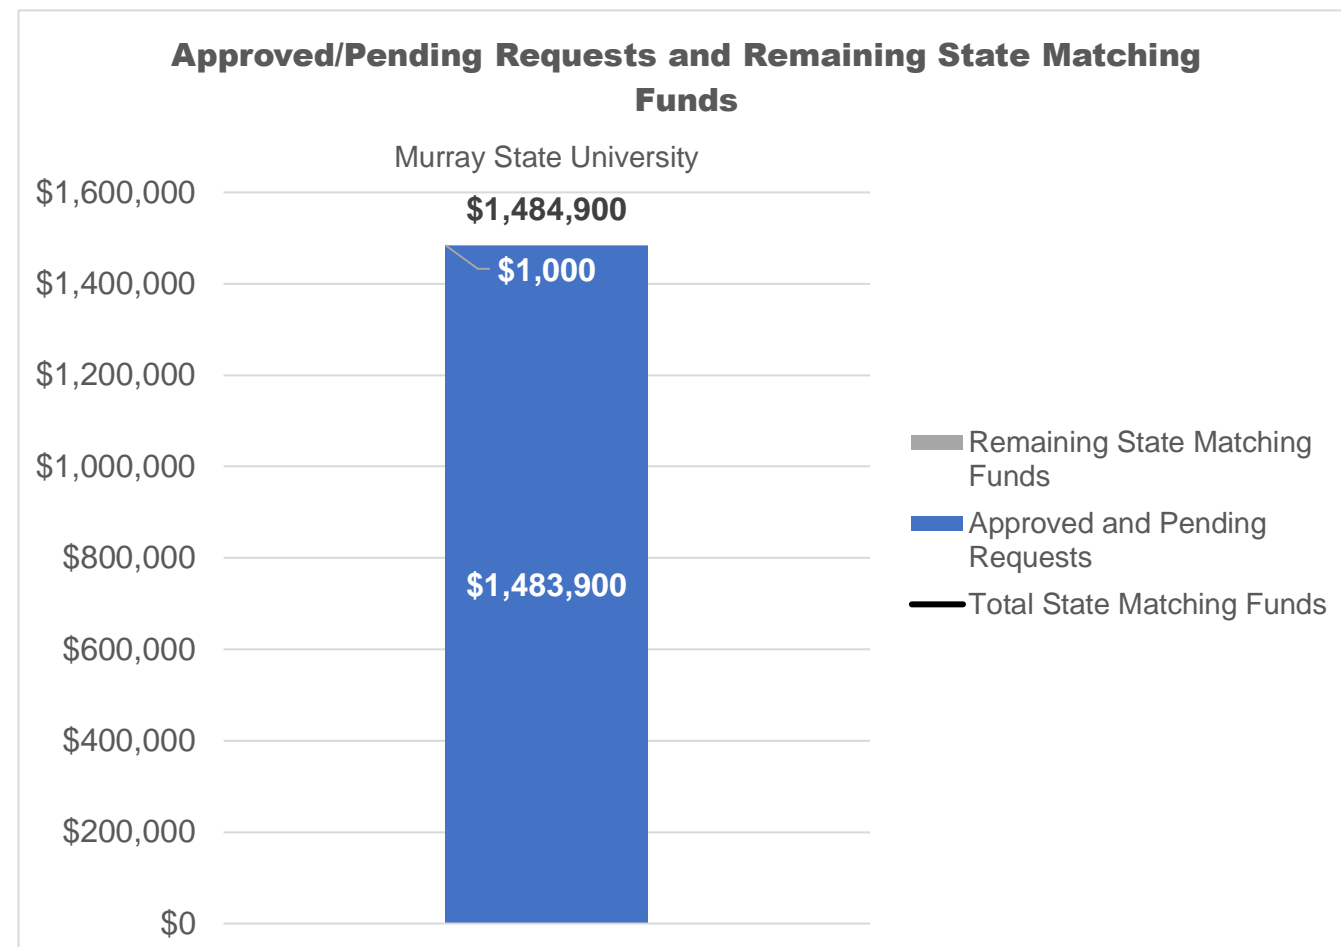 Approved/Pending Requests and Remaining State Matching
Funds
Murray State University
$1,600,000
$1,484,900
$1,000
$1,400,000
$1,200,000
$1,000,000
$800,000
$1,483,900
$600,000
$400,000
$200,000
$0
Remaining State Matching
Funds
Approved and Pending
Requests
Total State Matching Funds